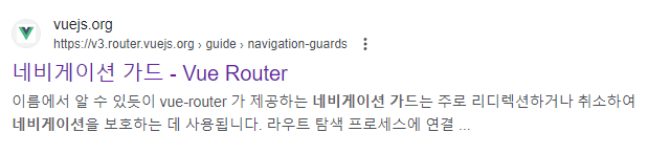 vuejs.org
https://v3.router.vuejs.org › guide › navigation-guards
네비게이션 가드 - Vue Router
이름에서 알 수 있듯이 vue-router 가 제공하는 네비게이션 가드는 주로 리디렉션하거나 취소하여
네비게이션을 보호하는 데 사용됩니다. 라우트 탐색 프로세스에 연결 ...